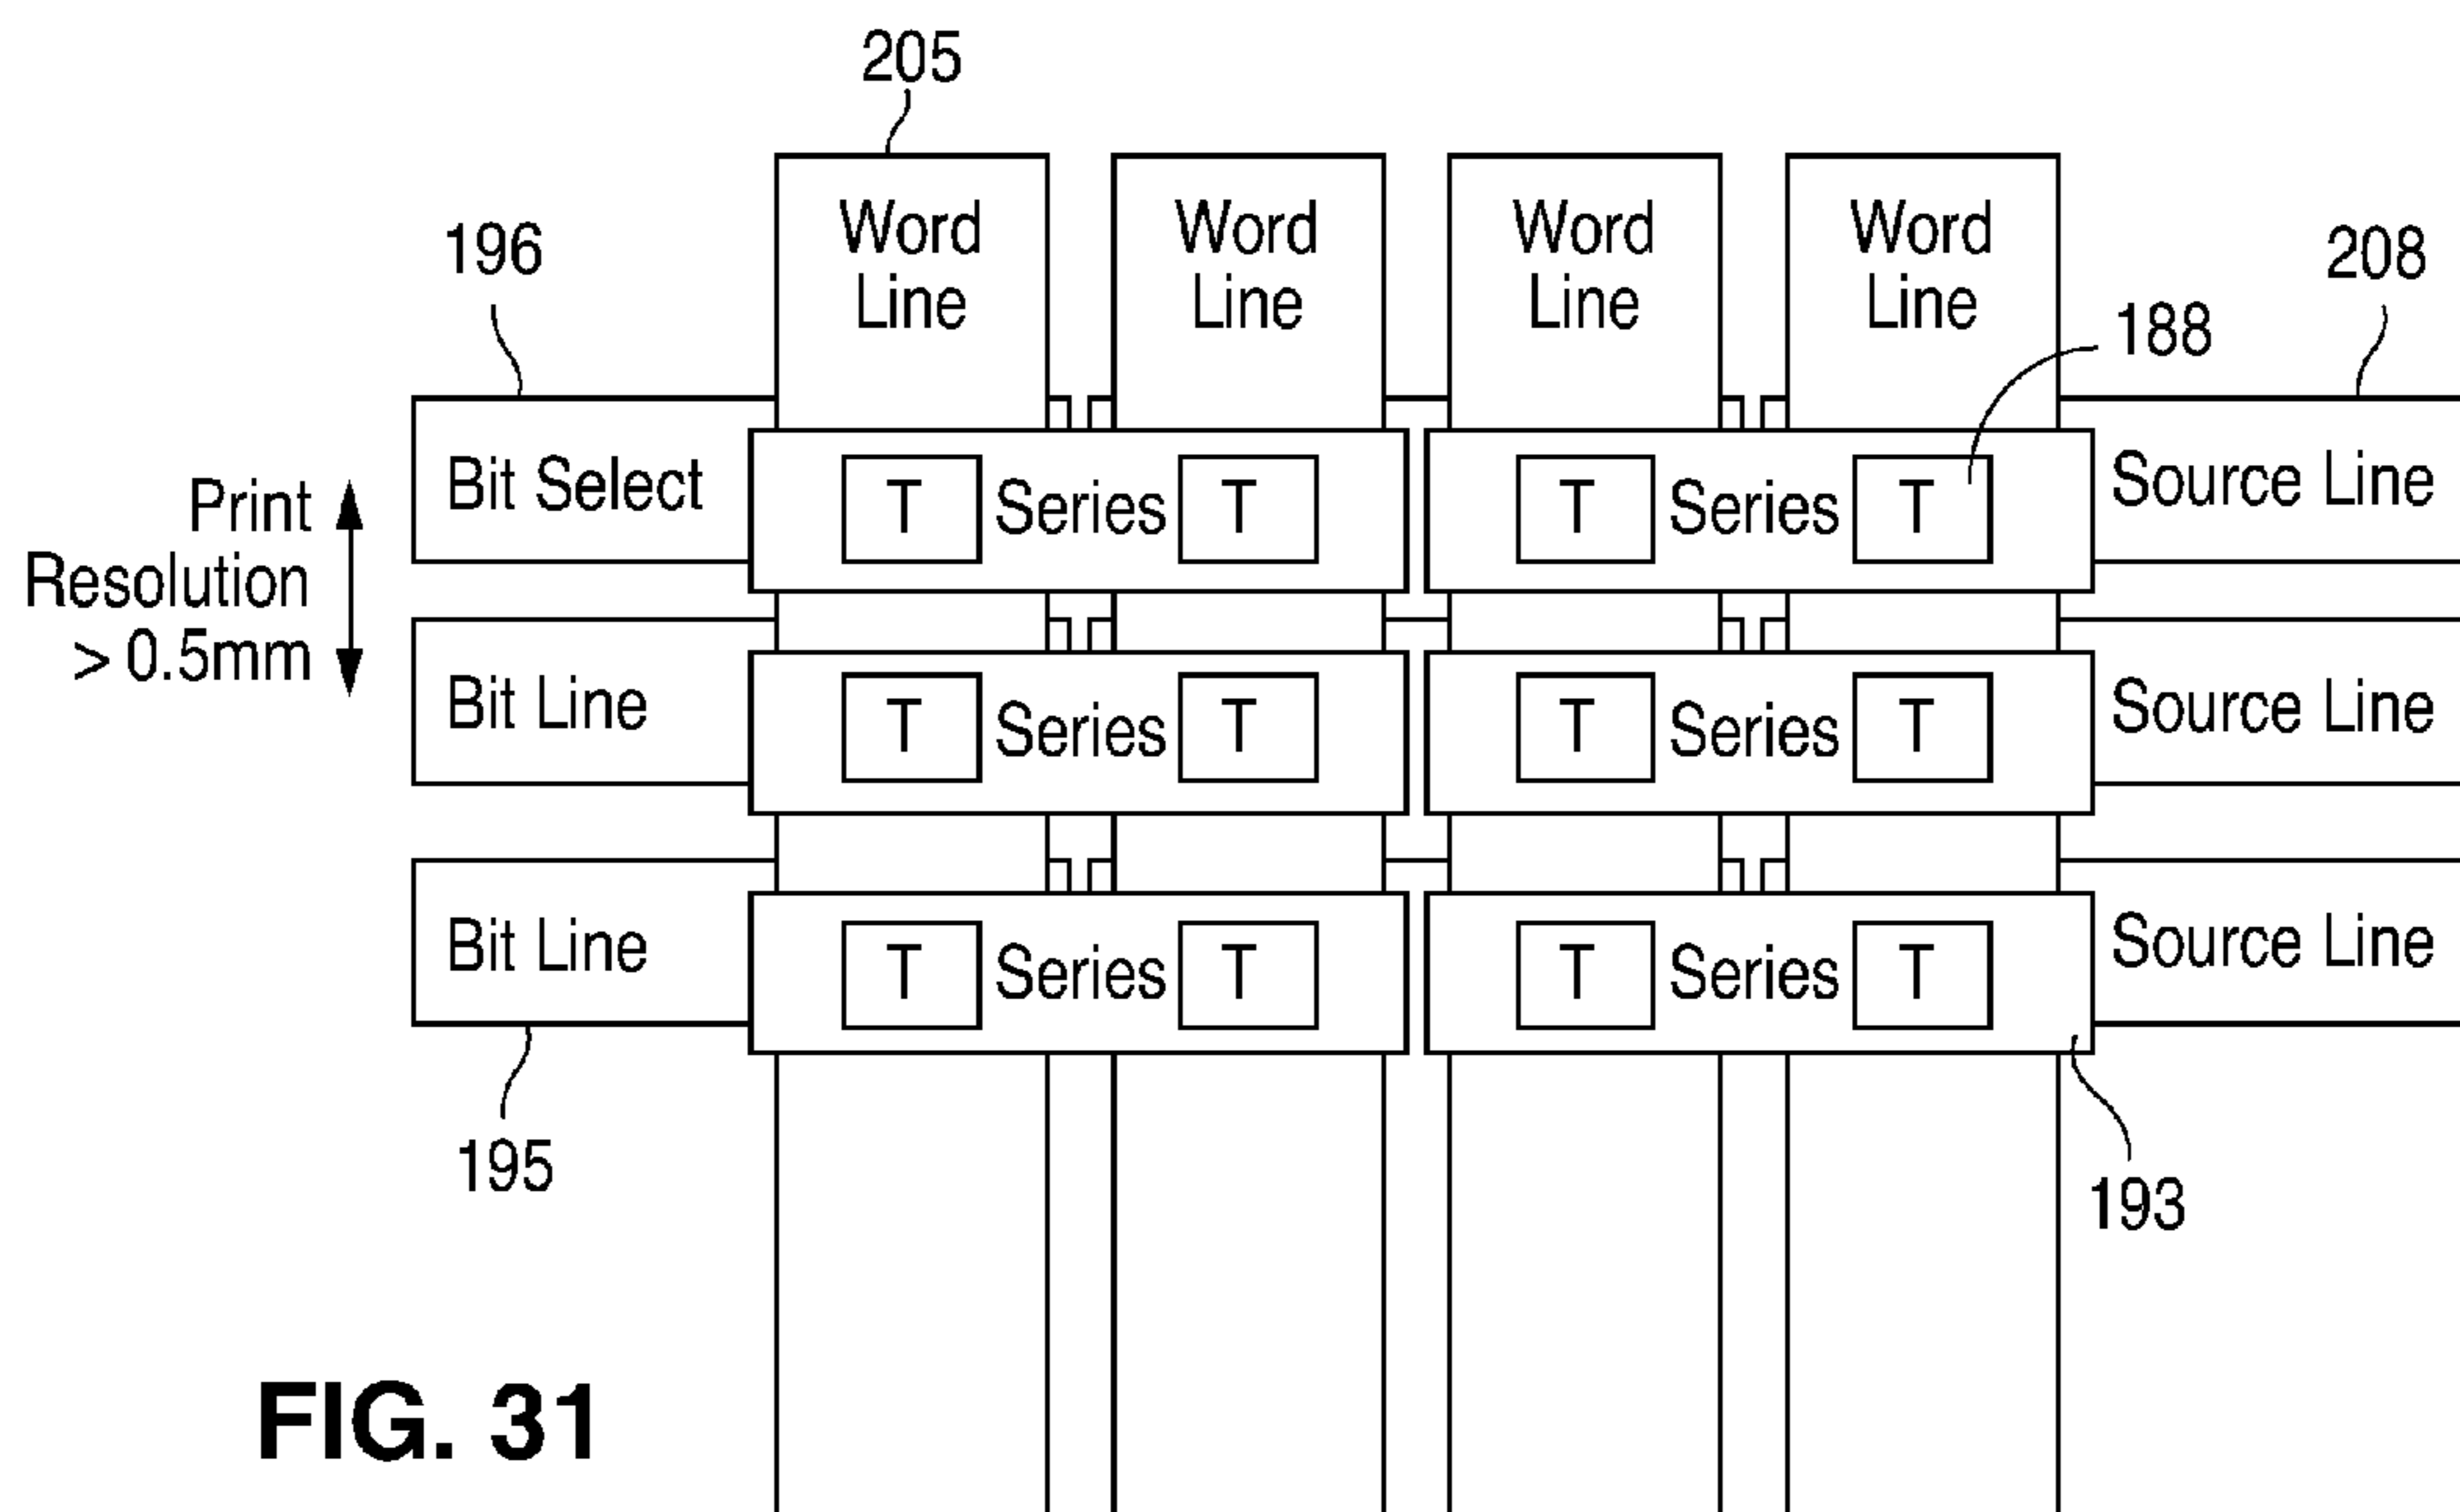 205
Word Line
Word Line
Word Line
Word Line
196
208
188
Print Resolution > 0.5mm
Bit Select
T Series T
T Series T
Source Line
Bit Line
T Series T
T Series T
Source Line
Bit Line
T Series T
T Series T
Source Line
195
193
FIG. 31